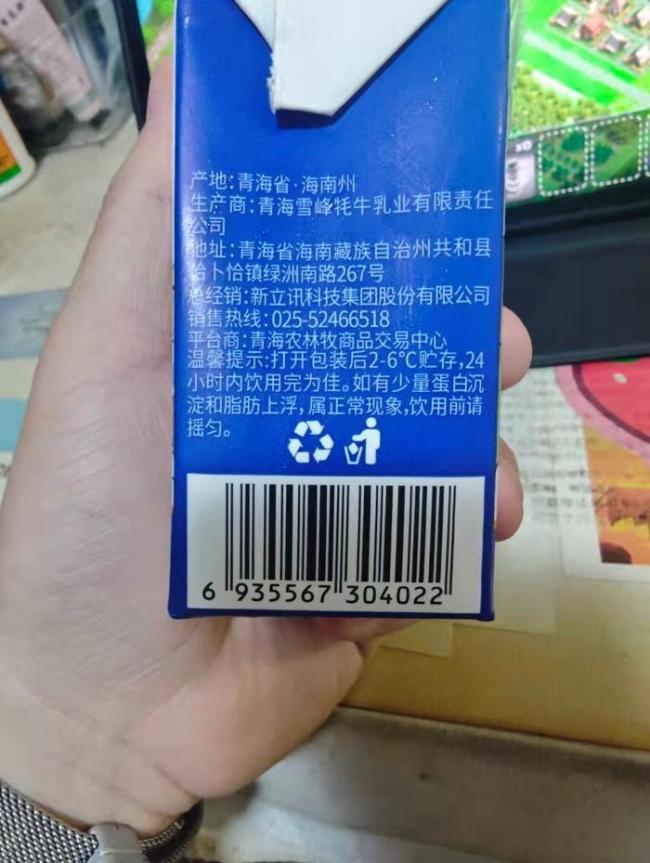 产地:青海省·海南州
生产商:青海雪峰牦牛乳业有限责任
公司
地址:青海省海南藏族自治州共和县
恰卜恰镇绿洲南路267号
总经销:新立讯科技集团股份有限公司
销售热线:025-52466518
平台商:青海农林牧商品交易中心
温馨提示:打开包装后2-6℃贮存,24
小时内饮用完为佳。如有少量蛋白沉
淀和脂肪上浮,属正常现象,饮用前请
摇匀。
6 935567 304022
x0